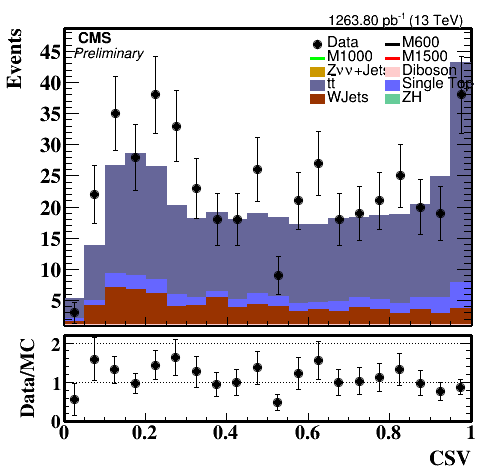 1263.80 pb⁻¹ (13 TeV)
CMS
Preliminary
Data
M600
M1000
M1500
Zνν+Jets
Diboson
tt
Single Top
WJets
ZH
Events
45
40
35
30
25
20
15
10
5
Data/MC
2
1
0
0
0.2
0.4
0.6
0.8
1
CSV